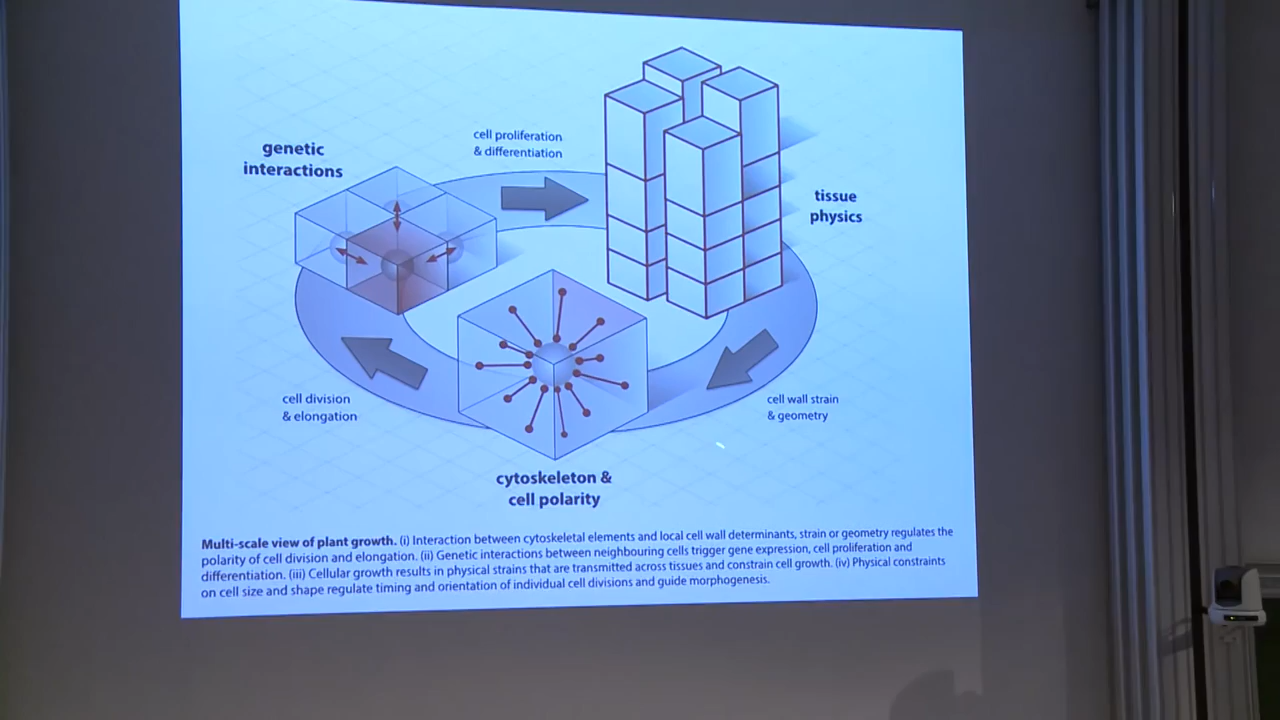 genetic
interactions
cell proliferation
& differentiation
tissue
physics
cell division
& elongation
cell wall strain
& geometry
cytoskeleton &
cell polarity
Multi-scale view of plant growth. (i) Interaction between cytoskeletal elements and local cell wall determinants, strain or geometry regulates the
polarity of cell division and elongation. (ii) Genetic interactions between neighbouring cells trigger gene expression, cell proliferation and
differentiation. (iii) Cellular growth results in physical strains that are transmitted across tissues and constrain cell growth. (iv) Physical constraints
on cell size and shape regulate timing and orientation of individual cell divisions and guide morphogenesis.